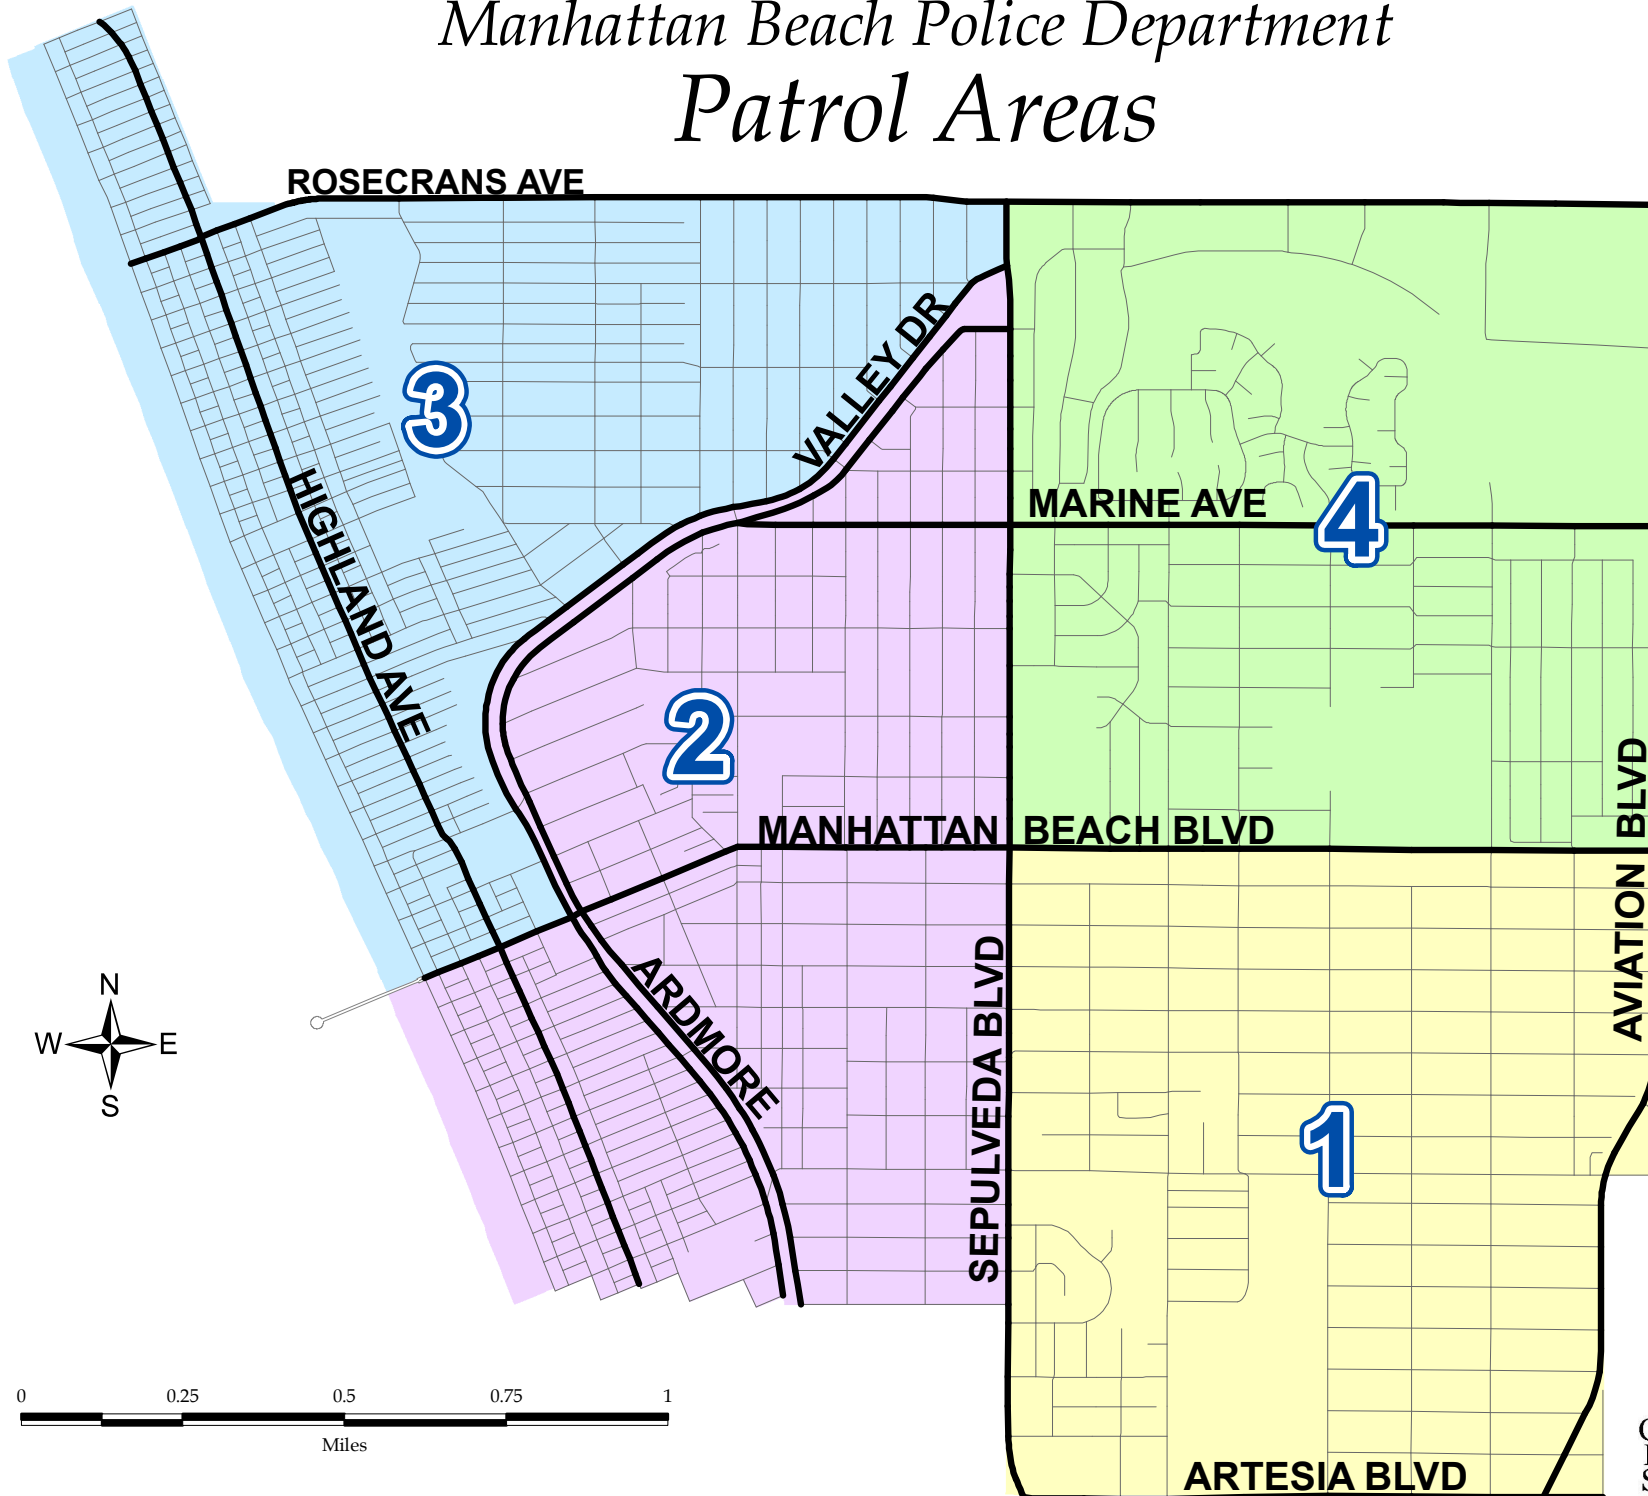 Manhattan Beach Police Department
Patrol Areas
ROSECRANS AVE
VALLEY DR
3
HIGHLAND AVE
MARINE AVE
4
2
MANHATTAN BEACH BLVD
AVIATION BLVD
SEPULVEDA BLVD
ARDMORE
N
W E
S
1
0 0.25 0.5 0.75 1
Miles
ARTESIA BLVD